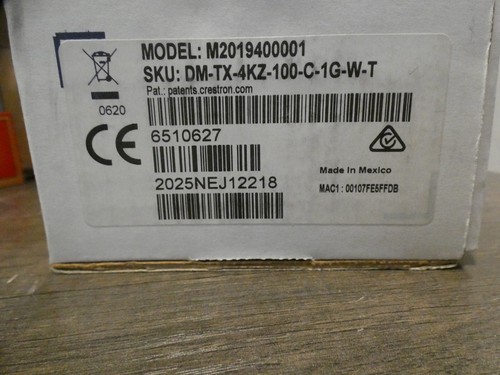 MODEL: M2019400001
SKU: DM-TX-4KZ-100-C-1G-W-T
Pat.: patents.crestron.com
0620
CE
6510627
2025NEJ12218
Made in Mexico
MAC1 : 00107FE5FFDB